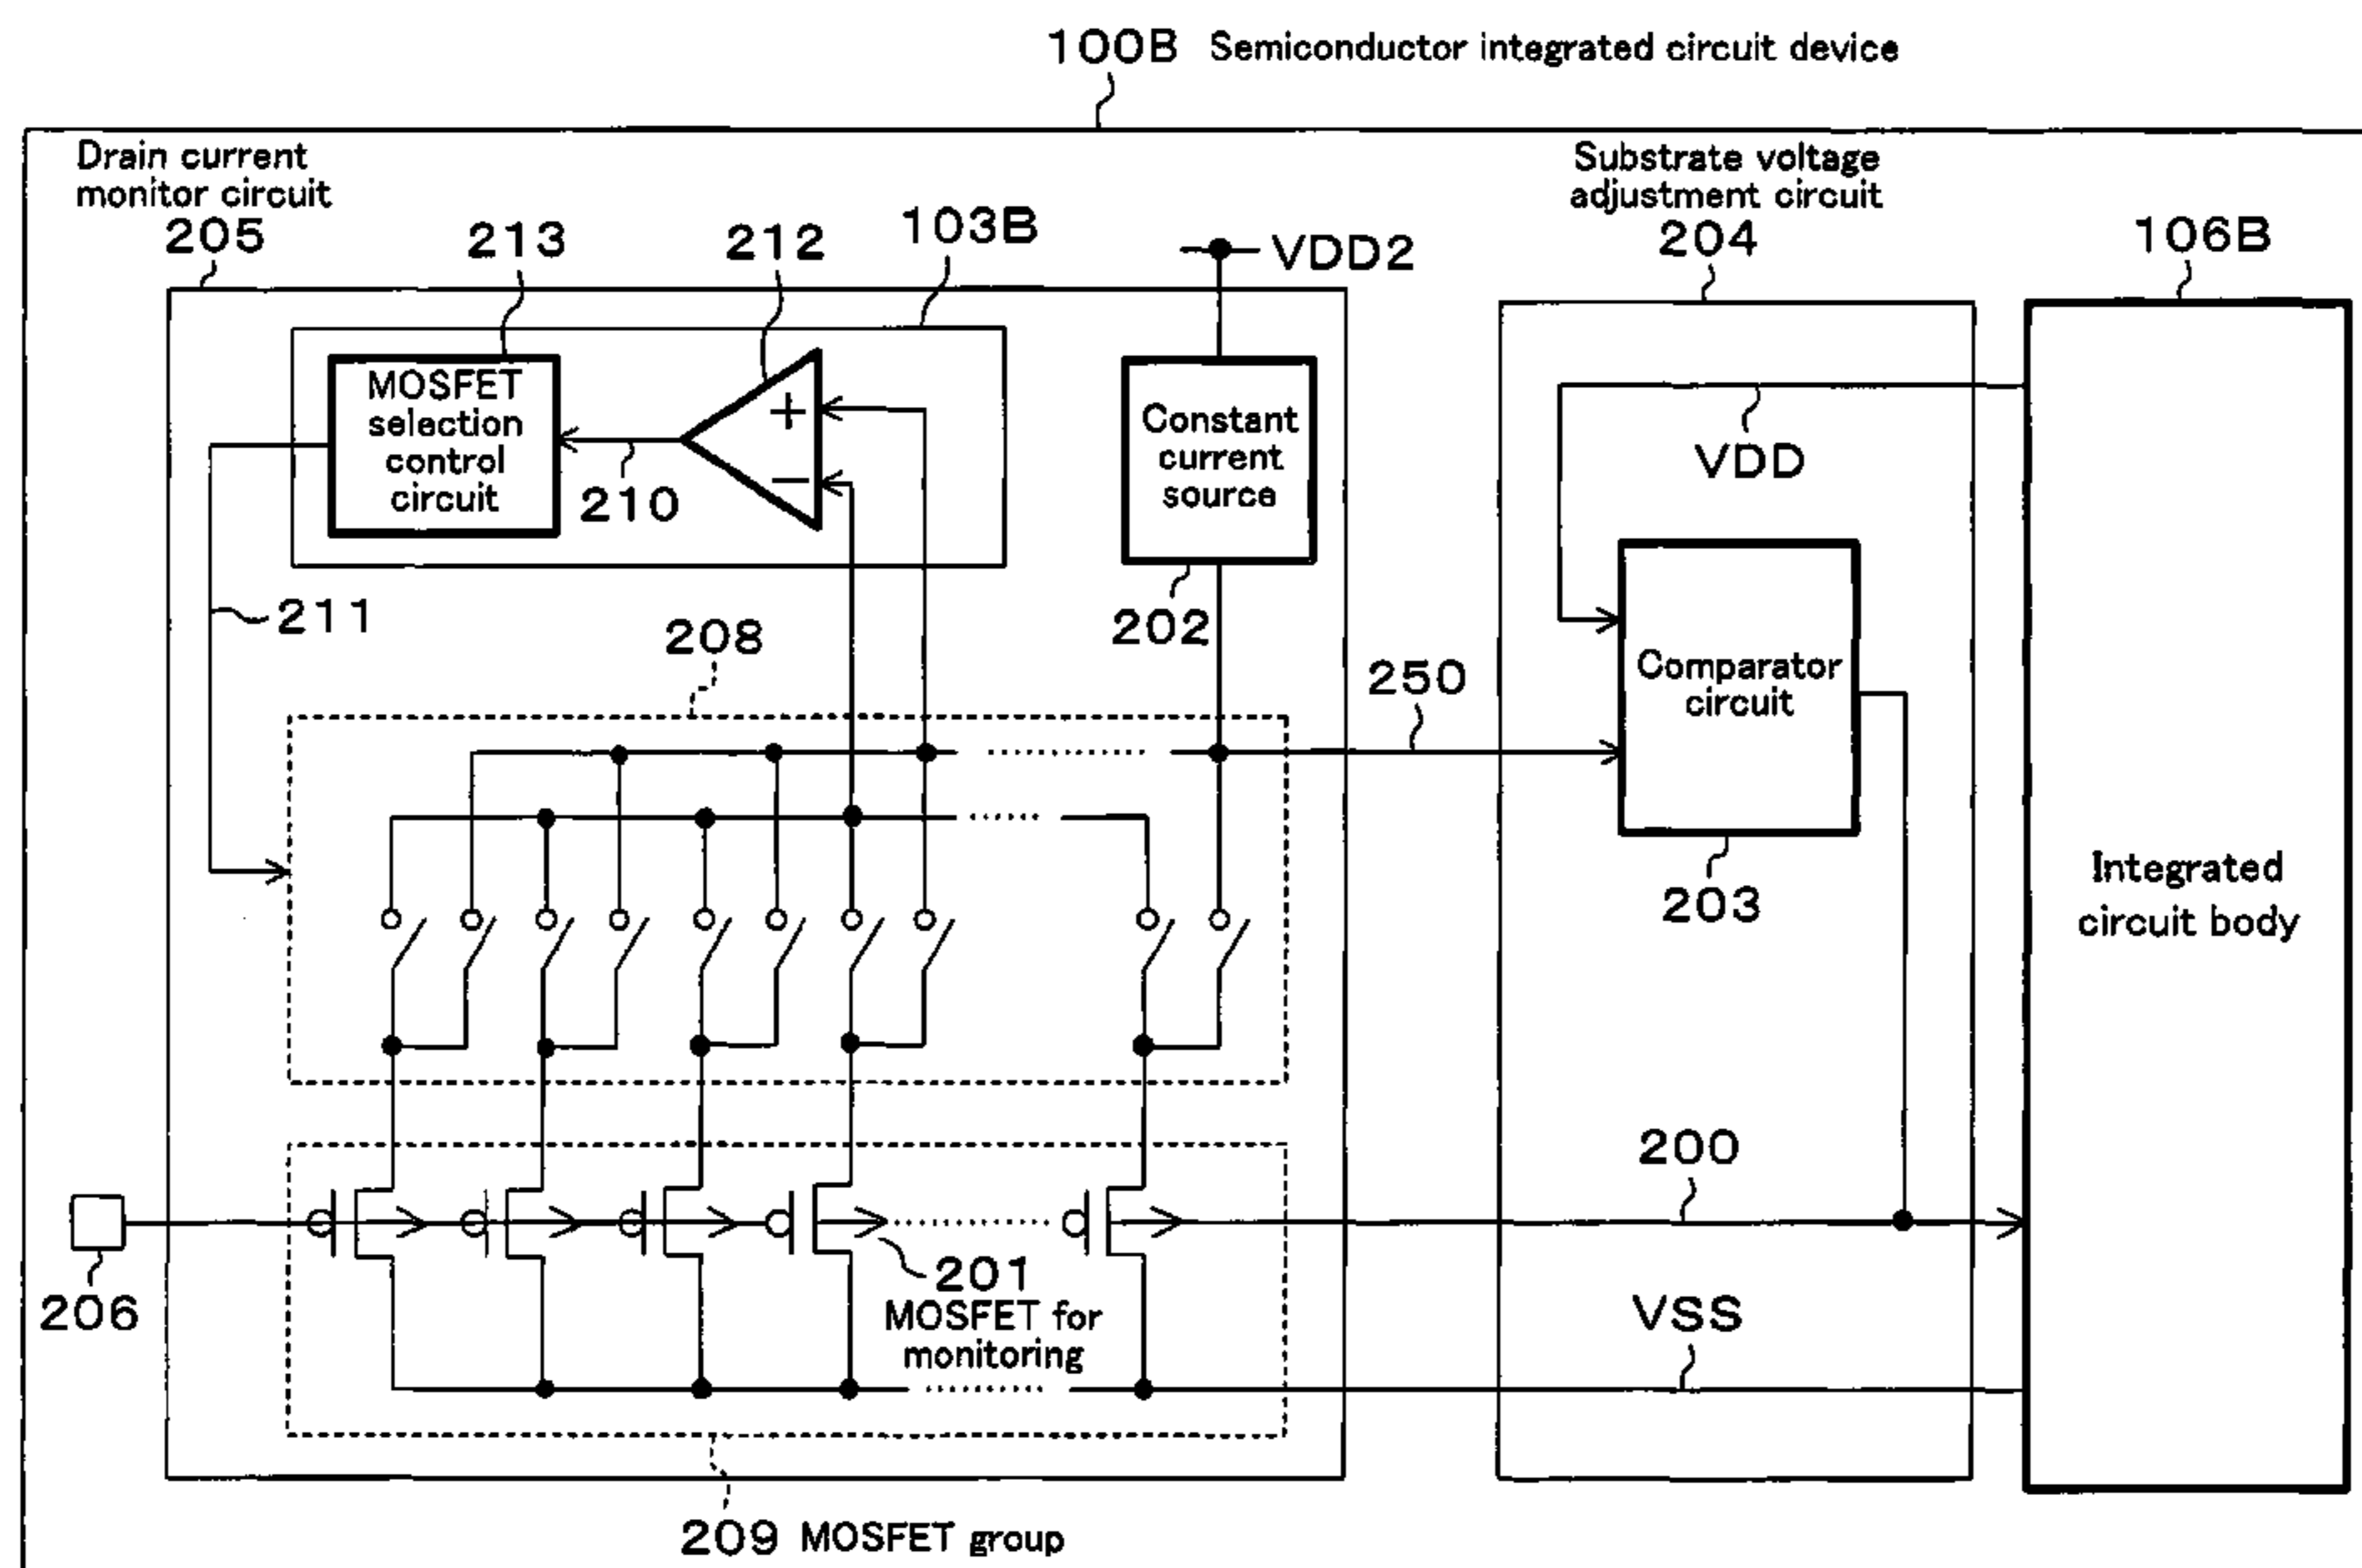 100B Semiconductor integrated circuit device
Drain current
monitor circuit
205
Substrate voltage
adjustment circuit
204
213
212
103B
VDD2
106B
MOSFET
selection
control
circuit
+
−
210
Constant
current
source
VDD
211
202
208
250
Comparator
circuit
203
Integrated
circuit body
200
206
201
MOSFET for
monitoring
VSS
209 MOSFET group